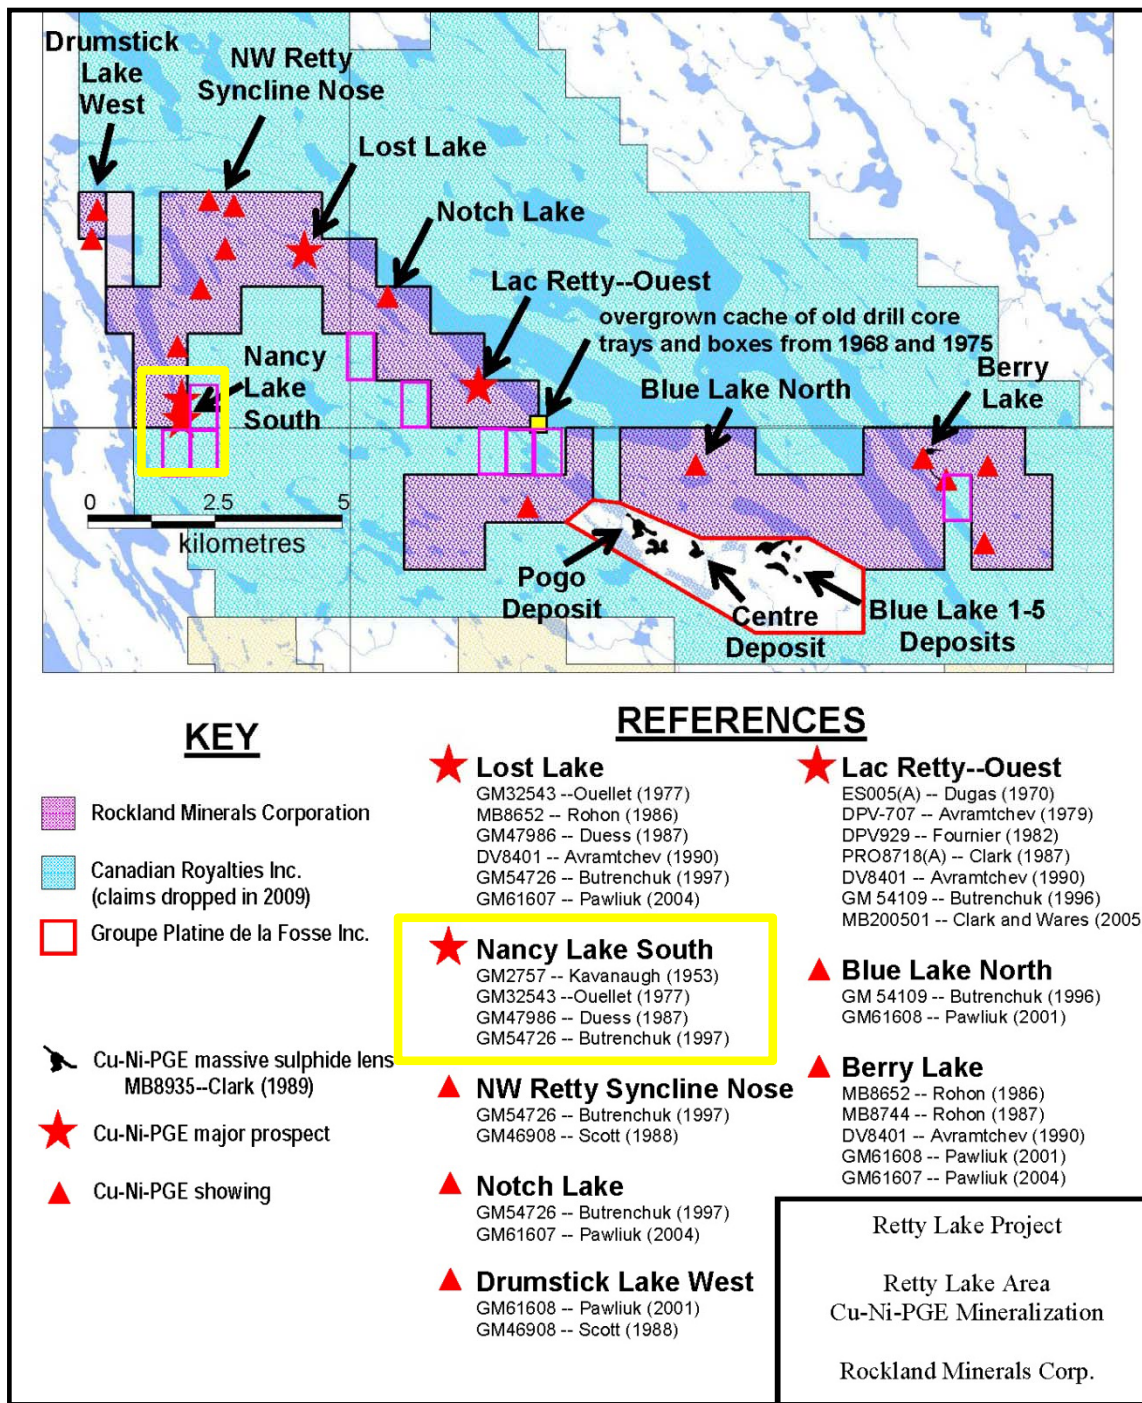 Drumstick
Lake
West
NW Retty
Syncline Nose
Lost Lake
Notch Lake
Lac Retty--Ouest
overgrown cache of old drill core
trays and boxes from 1968 and 1975
Nancy
Lake
South
Blue Lake North
Berry
Lake
0 2.5 5
kilometres
Pogo
Deposit
Centre
Deposit
Blue Lake 1-5
Deposits
KEY
Rockland Minerals Corporation
Canadian Royalties Inc.
(claims dropped in 2009)
Groupe Platine de la Fosse Inc.
Cu-Ni-PGE massive sulphide lens
MB8935--Clark (1989)
Cu-Ni-PGE major prospect
Cu-Ni-PGE showing
REFERENCES
Lost Lake
GM32543 --Ouellet (1977)
MB8652 -- Rohon (1986)
GM47986 -- Duess (1987)
DV8401 -- Avramtchev (1990)
GM54726 -- Butrenchuk (1997)
GM61607 -- Pawliuk (2004)
Nancy Lake South
GM2757 -- Kavanaugh (1953)
GM32543 --Ouellet (1977)
GM47986 -- Duess (1987)
GM54726 -- Butrenchuk (1997)
NW Retty Syncline Nose
GM54726 -- Butrenchuk (1997)
GM46908 -- Scott (1988)
Notch Lake
GM54726 -- Butrenchuk (1997)
GM61607 -- Pawliuk (2004)
Drumstick Lake West
GM61608 -- Pawliuk (2001)
GM46908 -- Scott (1988)
Lac Retty--Ouest
ES005(A) -- Dugas (1970)
DPV-707 -- Avramtchev (1979)
DPV929 -- Fournier (1982)
PRO8718(A) -- Clark (1987)
DV8401 -- Avramtchev (1990)
GM 54109 -- Butrenchuk (1996)
MB200501 -- Clark and Wares (2005
Blue Lake North
GM 54109 -- Butrenchuk (1996)
GM61608 -- Pawliuk (2001)
Berry Lake
MB8652 -- Rohon (1986)
MB8744 -- Rohon (1987)
DV8401 -- Avramtchev (1990)
GM61608 -- Pawliuk (2001)
GM61607 -- Pawliuk (2004)
Retty Lake Project
Retty Lake Area
Cu-Ni-PGE Mineralization
Rockland Minerals Corp.